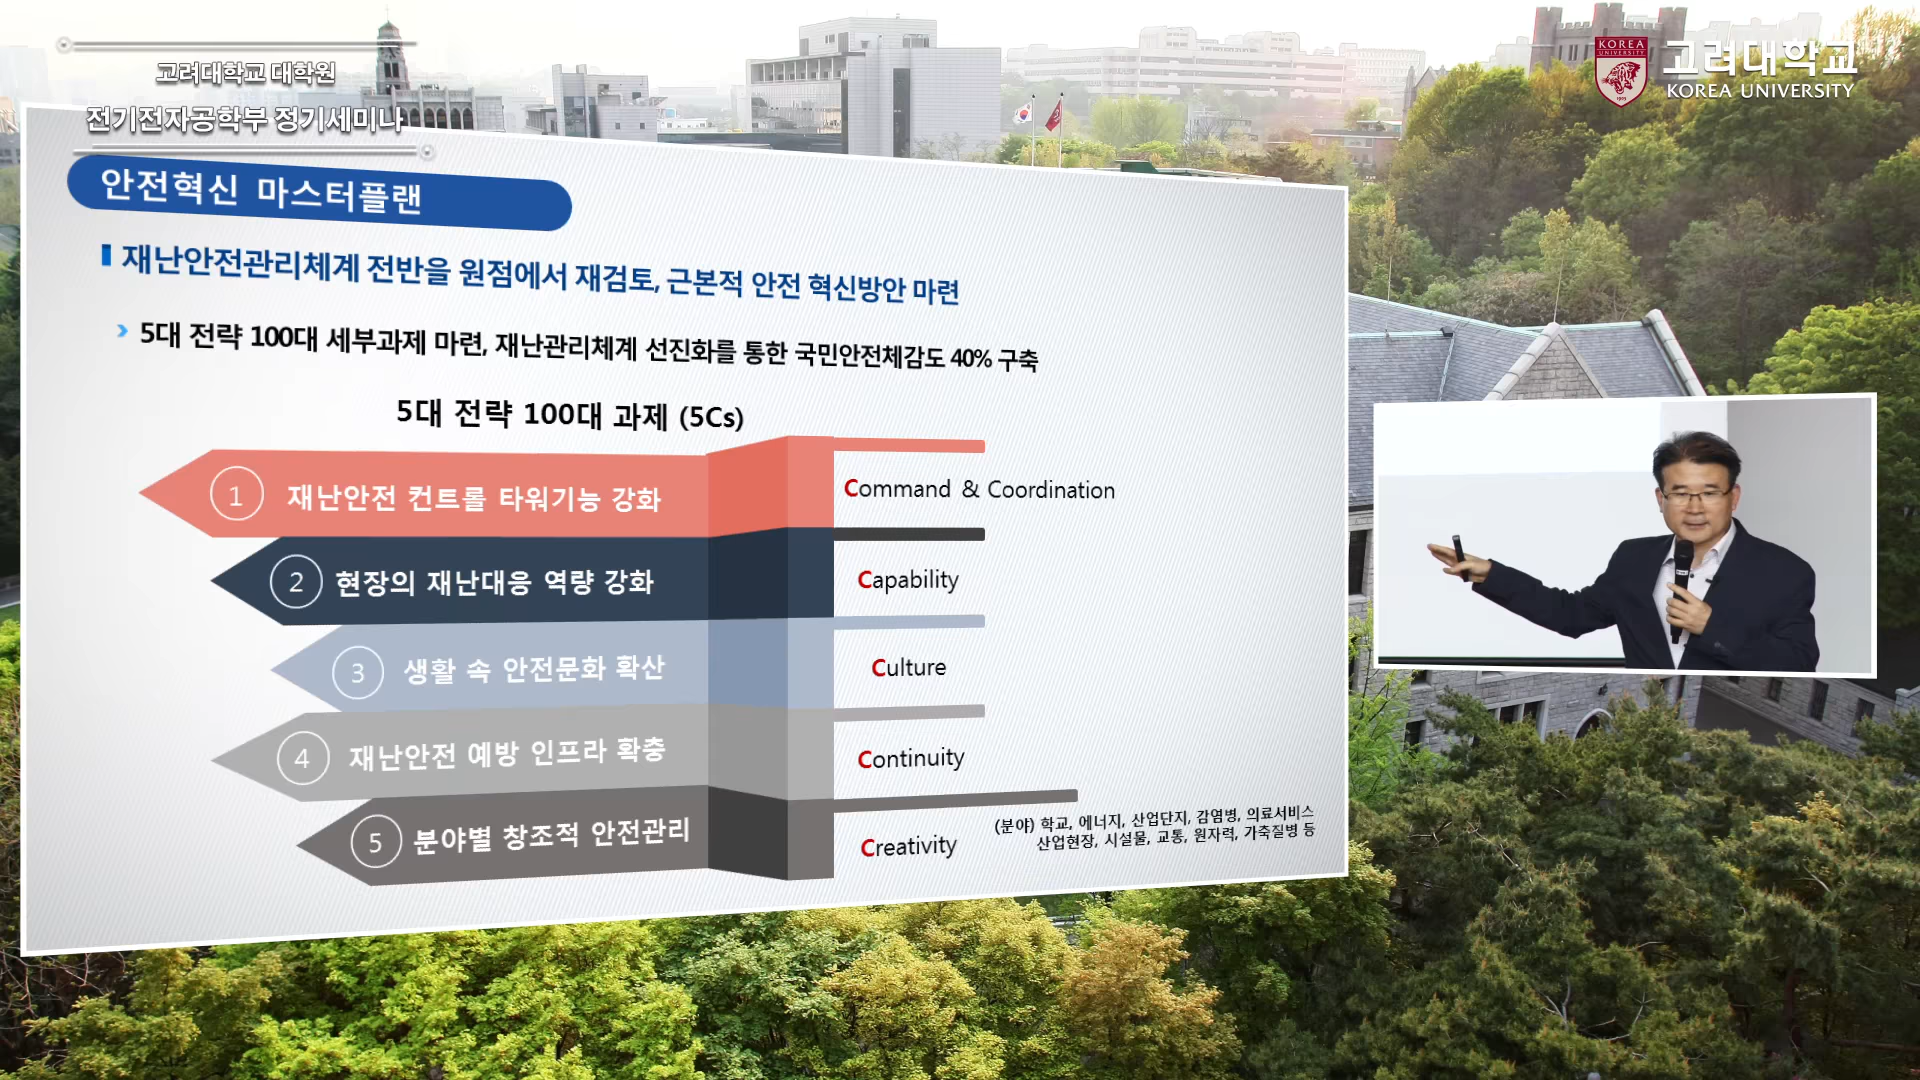 고려대학교 대학원
전기전자공학부 정기세미나
KOREA
UNIVERSITY
1905
고려대학교
KOREA UNIVERSITY
안전혁신 마스터플랜
재난안전관리체계 전반을 원점에서 재검토, 근본적 안전 혁신방안 마련
5대 전략 100대 세부과제 마련, 재난관리체계 선진화를 통한 국민안전체감도 40% 구축
5대 전략 100대 과제 (5Cs)
1 재난안전 컨트롤 타워기능 강화
Command & Coordination
2 현장의 재난대응 역량 강화
Capability
3 생활 속 안전문화 확산
Culture
4 재난안전 예방 인프라 확충
Continuity
5 분야별 창조적 안전관리
Creativity
(분야) 학교, 에너지, 산업단지, 감염병, 의료서비스
산업현장, 시설물, 교통, 원자력, 가축질병 등